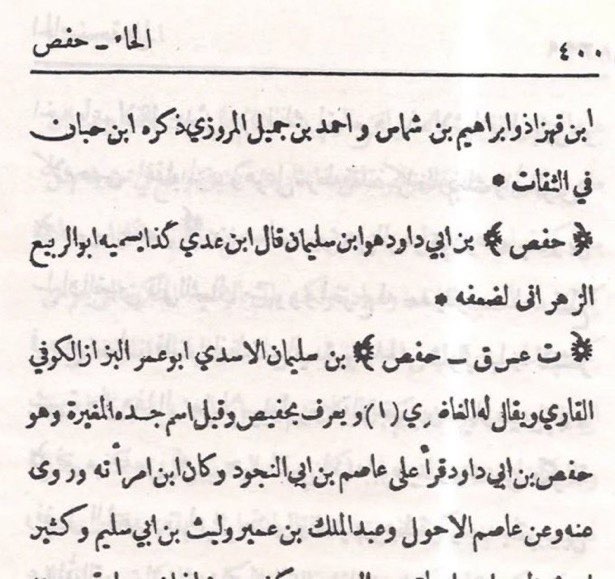 ٤٠٠ الحاء ـ حفص
ابن قهزاذ وابراهيم بن شماس و احمد بن جميل المروزي ذكره ابن حبان
في الثقات *
﴿ حفص ﴾ بن ابي داود هو ابن سليمان قال ابن عدي كذا يسميه ابو الربيع
الزهرانى لضعفه *
﴿ ت عس ق ـ حفص ﴾ بن سليمان الاسدي ابو عمر البزاز الكوفي
القاري ويقال له الغاضري (١) ويعرف بحفيص وقيل اسم جده المغيرة وهو
حفص بن ابي داود قرأ على عاصم بن ابي النجود وكان ابن امرأته وروى
عنه وعن عاصم الاحول وعبد الملك بن عمير وليث بن ابي سليم و كثير